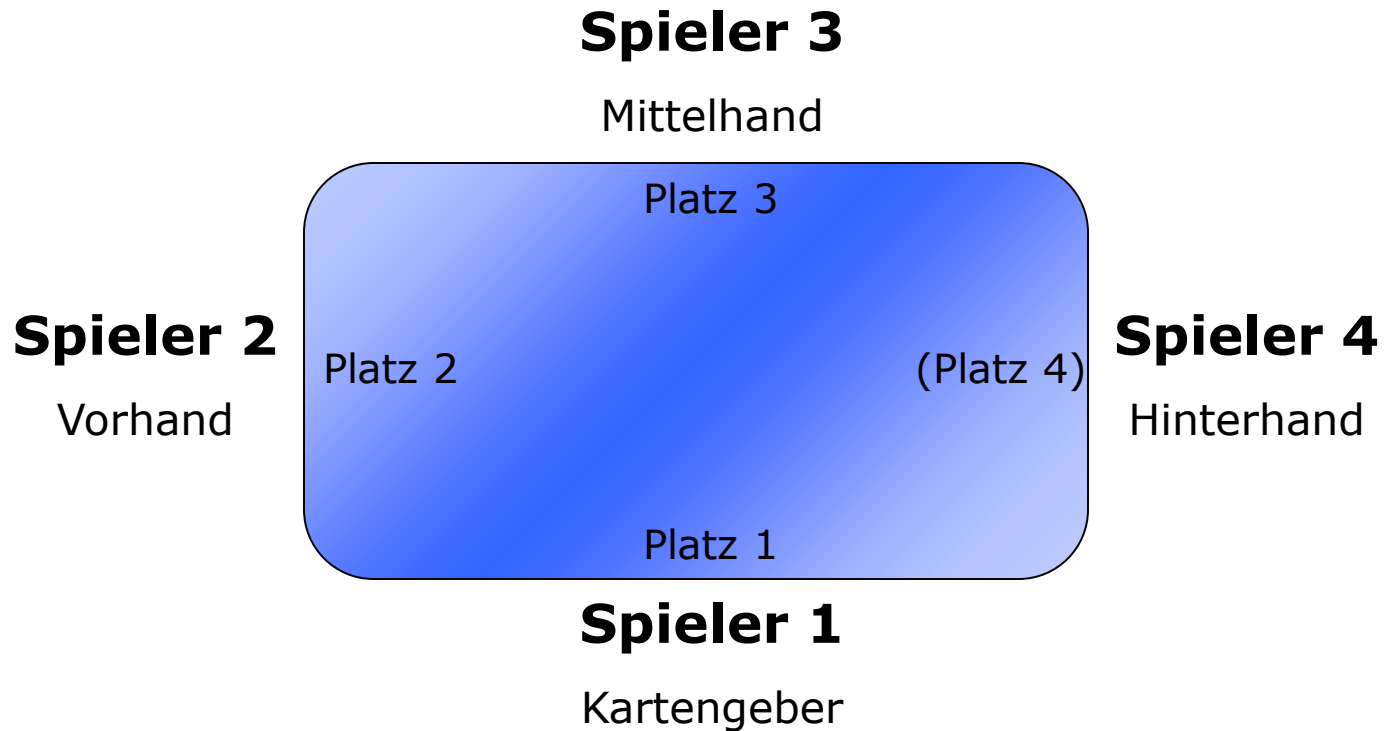 Spieler 3
Mittelhand
Platz 3
Spieler 2
Vorhand
Platz 2
(Platz 4)
Spieler 4
Hinterhand
Platz 1
Spieler 1
Kartengeber